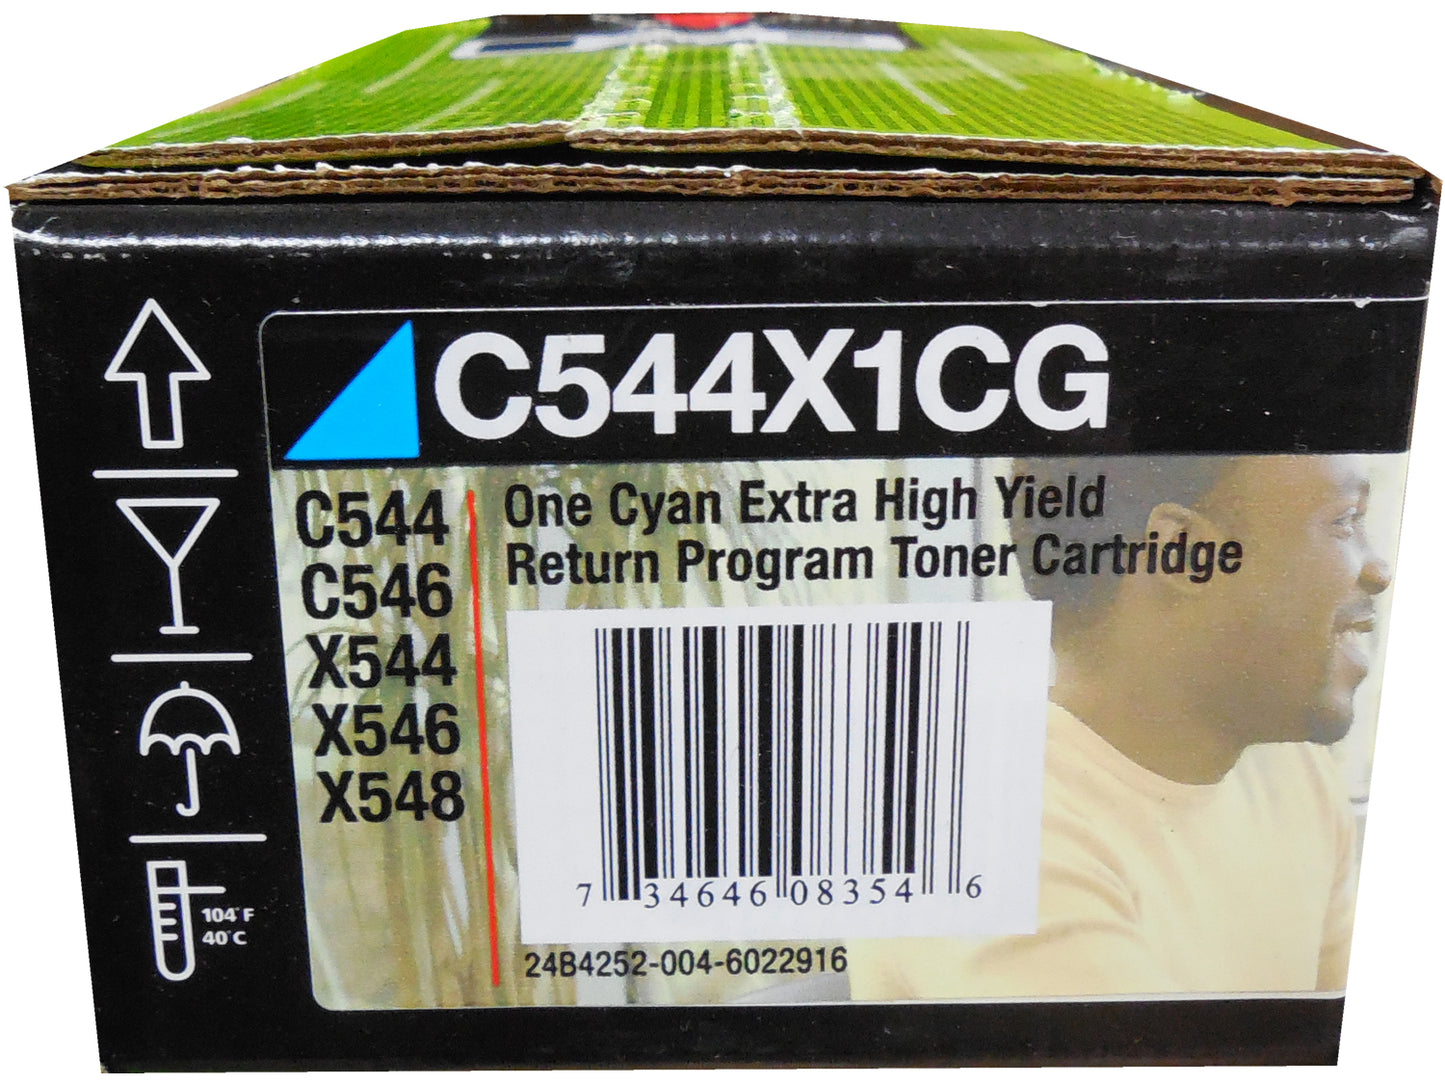 C544X1CG
C544
C546
X544
X546
X548
One Cyan Extra High Yield
Return Program Toner Cartridge
7 34646 08354 6
24B4252-004-6022916
104°F
40°C